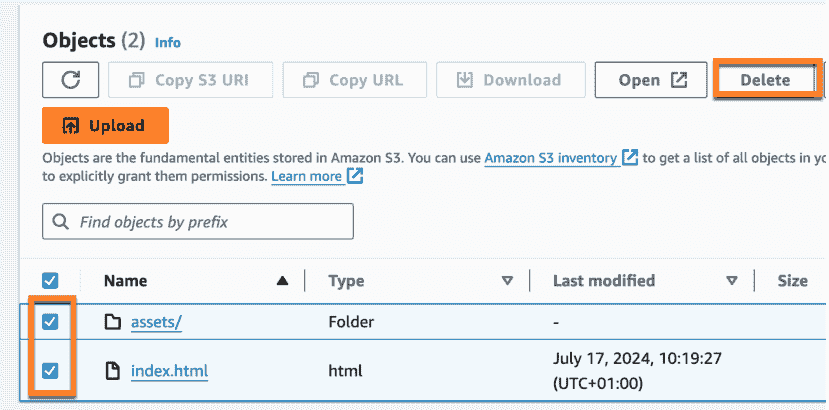 Objects (2) Info
Copy S3 URI Copy URL Download Open Delete
Upload
Objects are the fundamental entities stored in Amazon S3. You can use Amazon S3 inventory to get a list of all objects in
to explicitly grant them permissions. Learn more
Find objects by prefix
Name Type Last modified Size
assets/ Folder -
index.html html July 17, 2024, 10:19:27
(UTC+01:00)